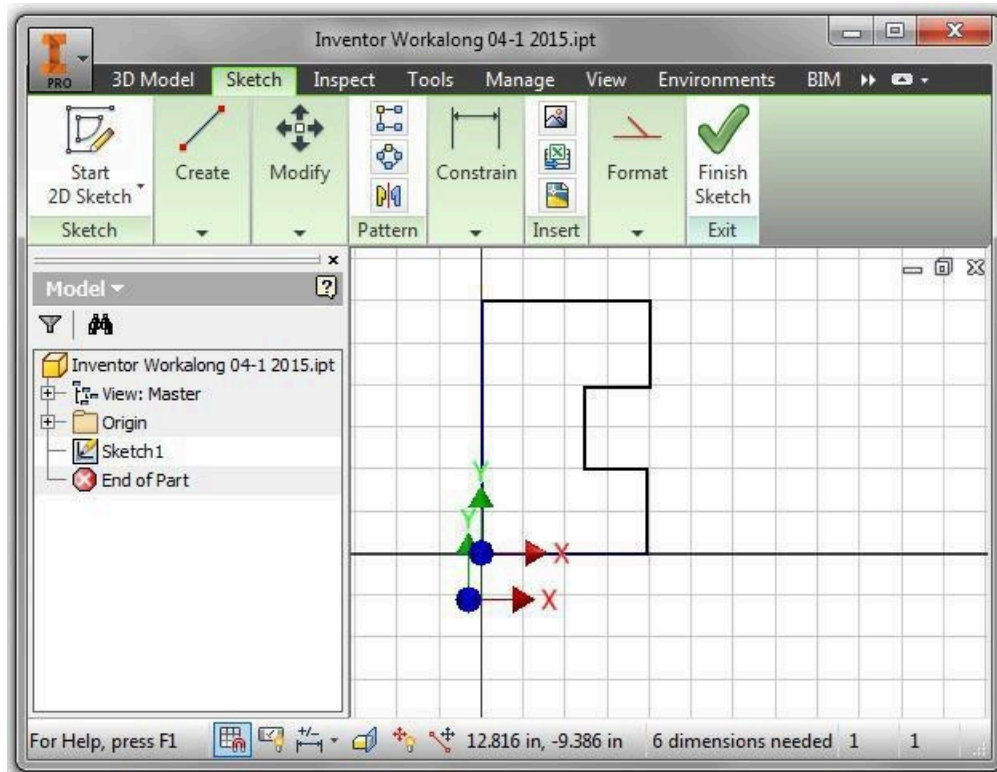 Inventor Workalong 04-1 2015.ipt
PRO 3D Model Sketch Inspect Tools Manage View Environments BIM
Start
2D Sketch
Create
Modify
Constrain
Format
Finish
Sketch
Sketch
Pattern
Insert
Exit
Model
Inventor Workalong 04-1 2015.ipt
View: Master
Origin
Sketch1
End of Part
Y
Y
X
X
For Help, press F1 12.816 in, -9.386 in 6 dimensions needed 1 1